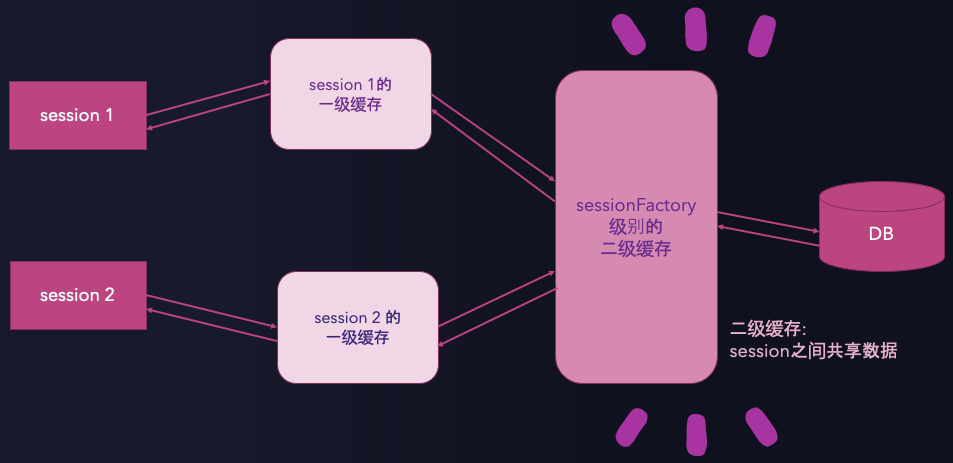 session 1
session 1的
一级缓存
sessionFactory
级别的
二级缓存
DB
session 2
session 2 的
一级缓存
二级缓存:
session之间共享数据